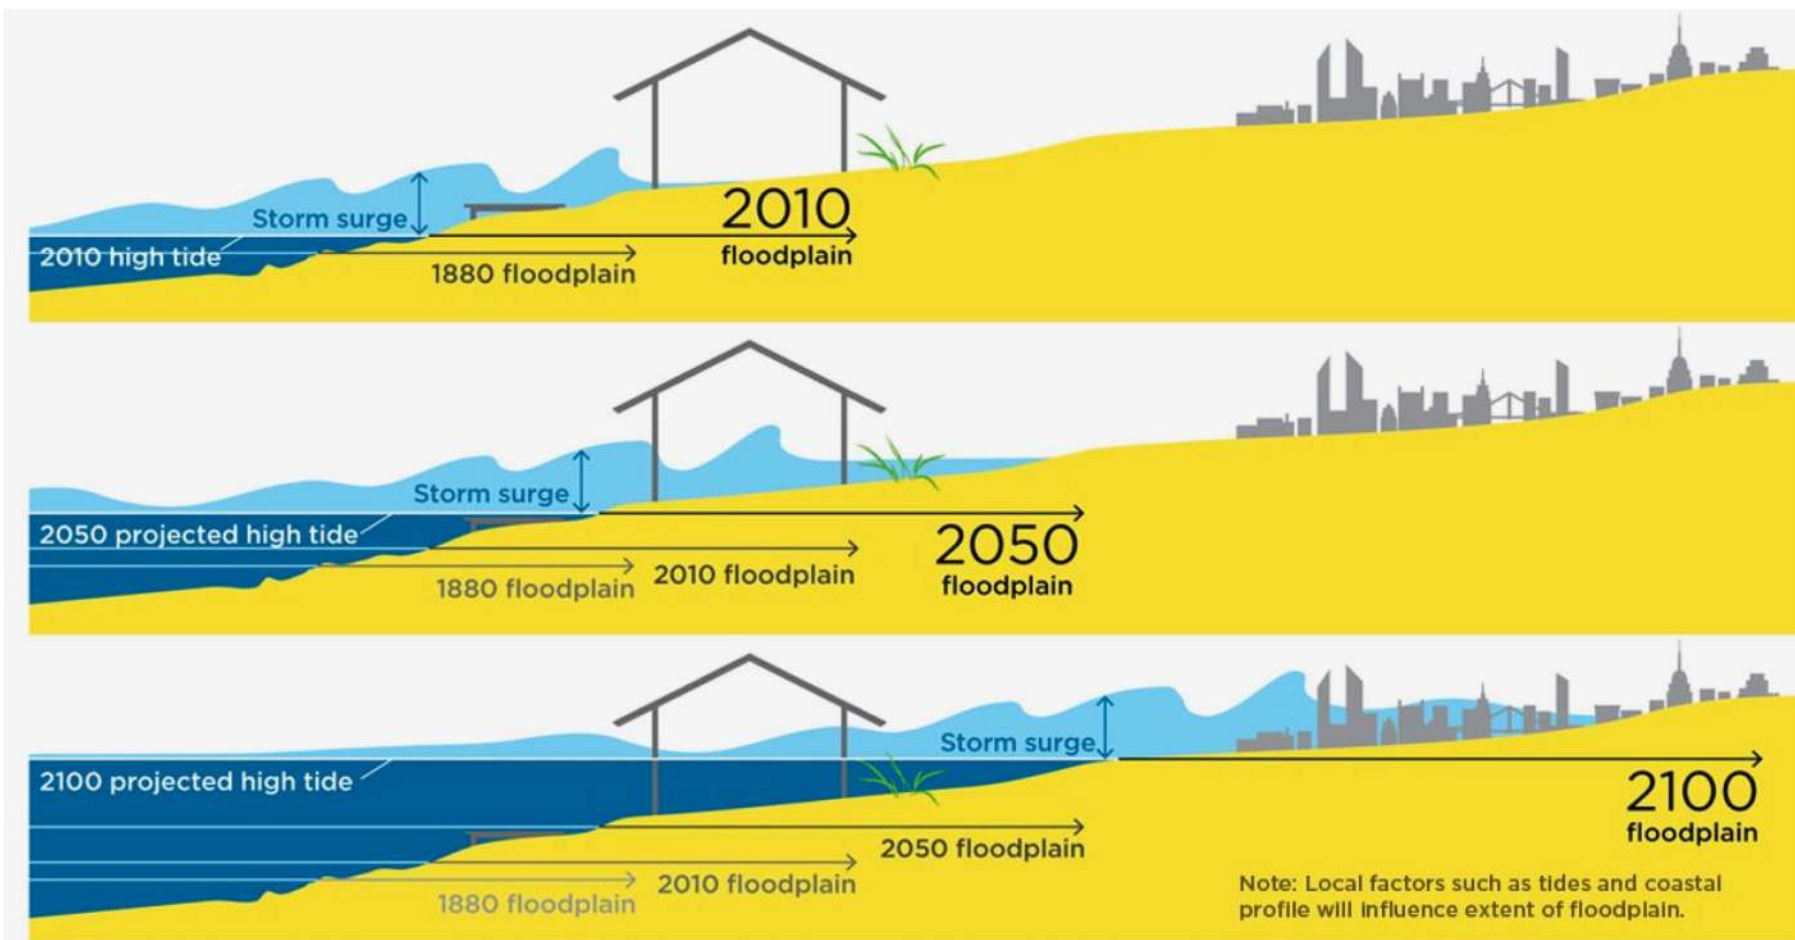 Storm surge
2010 high tide
2010
floodplain
1880 floodplain
Storm surge
2050 projected high tide
2050
floodplain
2010 floodplain
1880 floodplain
Storm surge
2100 projected high tide
2100
floodplain
2050 floodplain
2010 floodplain
1880 floodplain
Note: Local factors such as tides and coastal
profile will influence extent of floodplain.